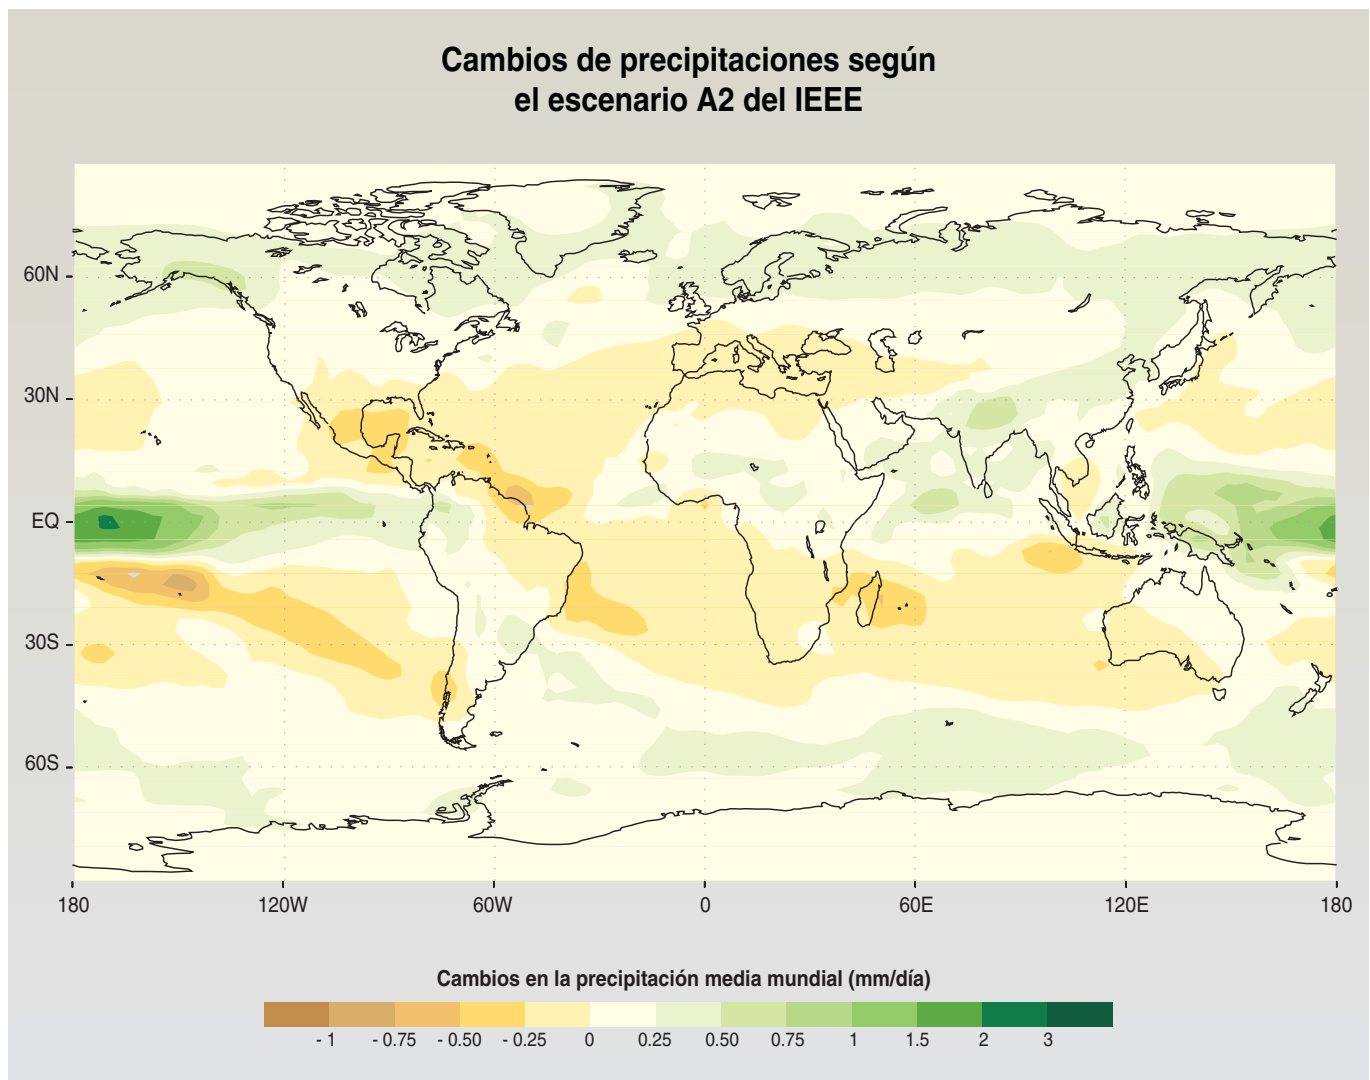 Cambios de precipitaciones según
el escenario A2 del IEEE
60N
30N
EQ
30S
60S
180 120W 60W 0 60E 120E 180
Cambios en la precipitación media mundial (mm/día)
- 1 - 0.75 - 0.50 - 0.25 0 0.25 0.50 0.75 1 1.5 2 3